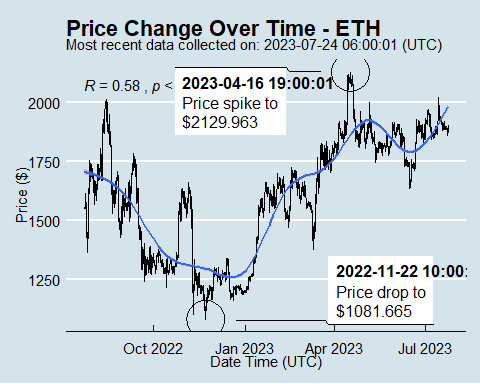 Price Change Over Time - ETH
Most recent data collected on: 2023-07-24 06:00:01 (UTC)
R = 0.58 , p <
2023-04-16 19:00:01
Price spike to
$2129.963
2000
1750
1500
1250
Price ($)
2022-11-22 10:00:
Price drop to
$1081.665
Oct 2022 Jan 2023 Apr 2023 Jul 2023
Date Time (UTC)